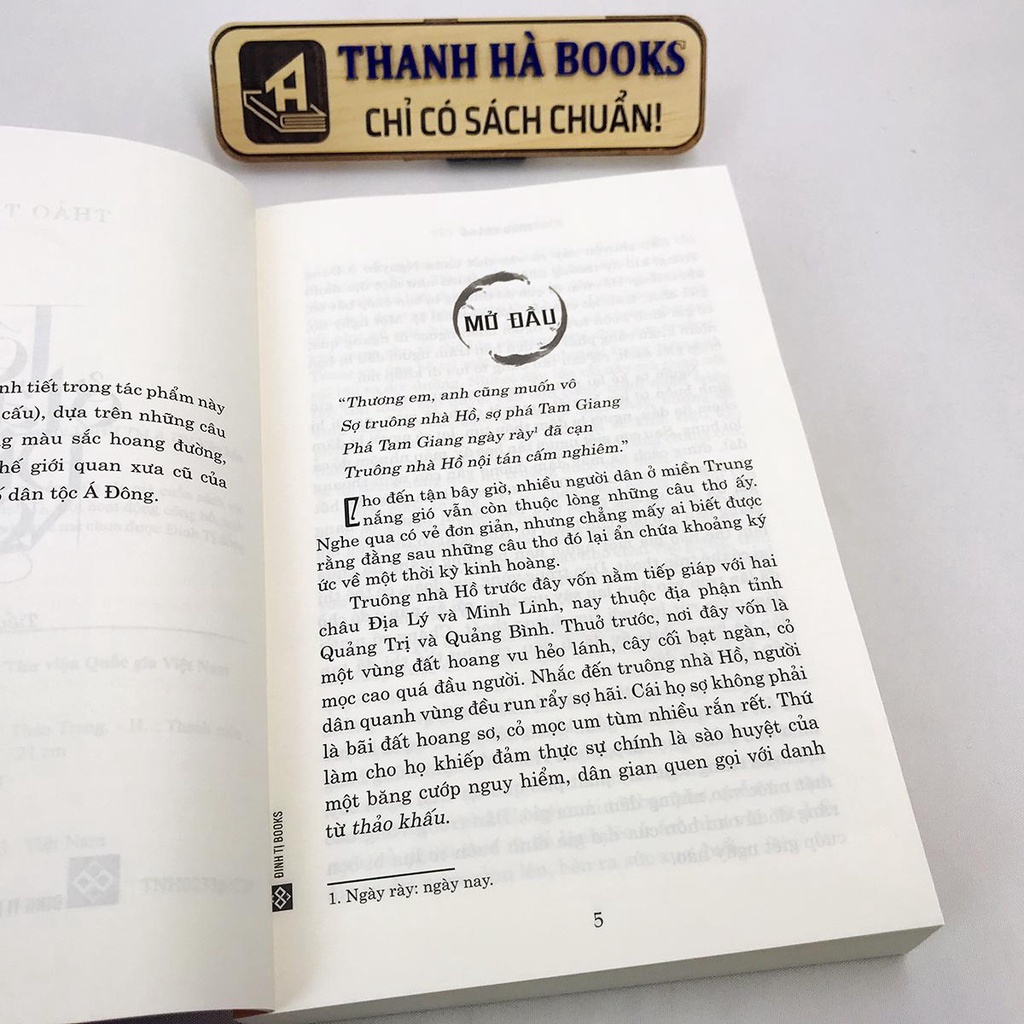 THANH HÀ BOOKS
CHỈ CÓ SÁCH CHUẨN!
THẢO T
nh tiết trong tác phẩm này
cấu), dựa trên những câu
g màu sắc hoang đường,
hế giới quan xưa cũ của
ố dân tộc Á Đông.
Thư viện Quốc gia Việt Nam
MỞ ĐẦU
“Thương em, anh cũng muốn vô
Sợ truông nhà Hồ, sợ phá Tam Giang
Phá Tam Giang ngày rày¹ đã cạn
Truông nhà Hồ nội tán cấm nghiêm.”
Cho đến tận bây giờ, nhiều người dân ở miền Trung
nắng gió vẫn còn thuộc lòng những câu thơ ấy.
Nghe qua có vẻ đơn giản, nhưng chẳng mấy ai biết được
rằng đằng sau những câu thơ đó lại ẩn chứa khoảng ký
ức về một thời kỳ kinh hoàng.
Truông nhà Hồ trước đây vốn nằm tiếp giáp với hai
châu Địa Lý và Minh Linh, nay thuộc địa phận tỉnh
Quảng Trị và Quảng Bình. Thuở trước, nơi đây vốn là
một vùng đất hoang vu hẻo lánh, cây cối bạt ngàn, cỏ
mọc cao quá đầu người. Nhắc đến truông nhà Hồ, người
dân quanh vùng đều run rẩy sợ hãi. Cái họ sợ không phải
là bãi đất hoang sơ, cỏ mọc um tùm nhiều rắn rết. Thứ
làm cho họ khiếp đảm thực sự chính là sào huyệt của
một băng cướp nguy hiểm, dân gian quen gọi với danh
từ thảo khấu.
1. Ngày rày: ngày nay.
ĐINH TỊ BOOKS
5